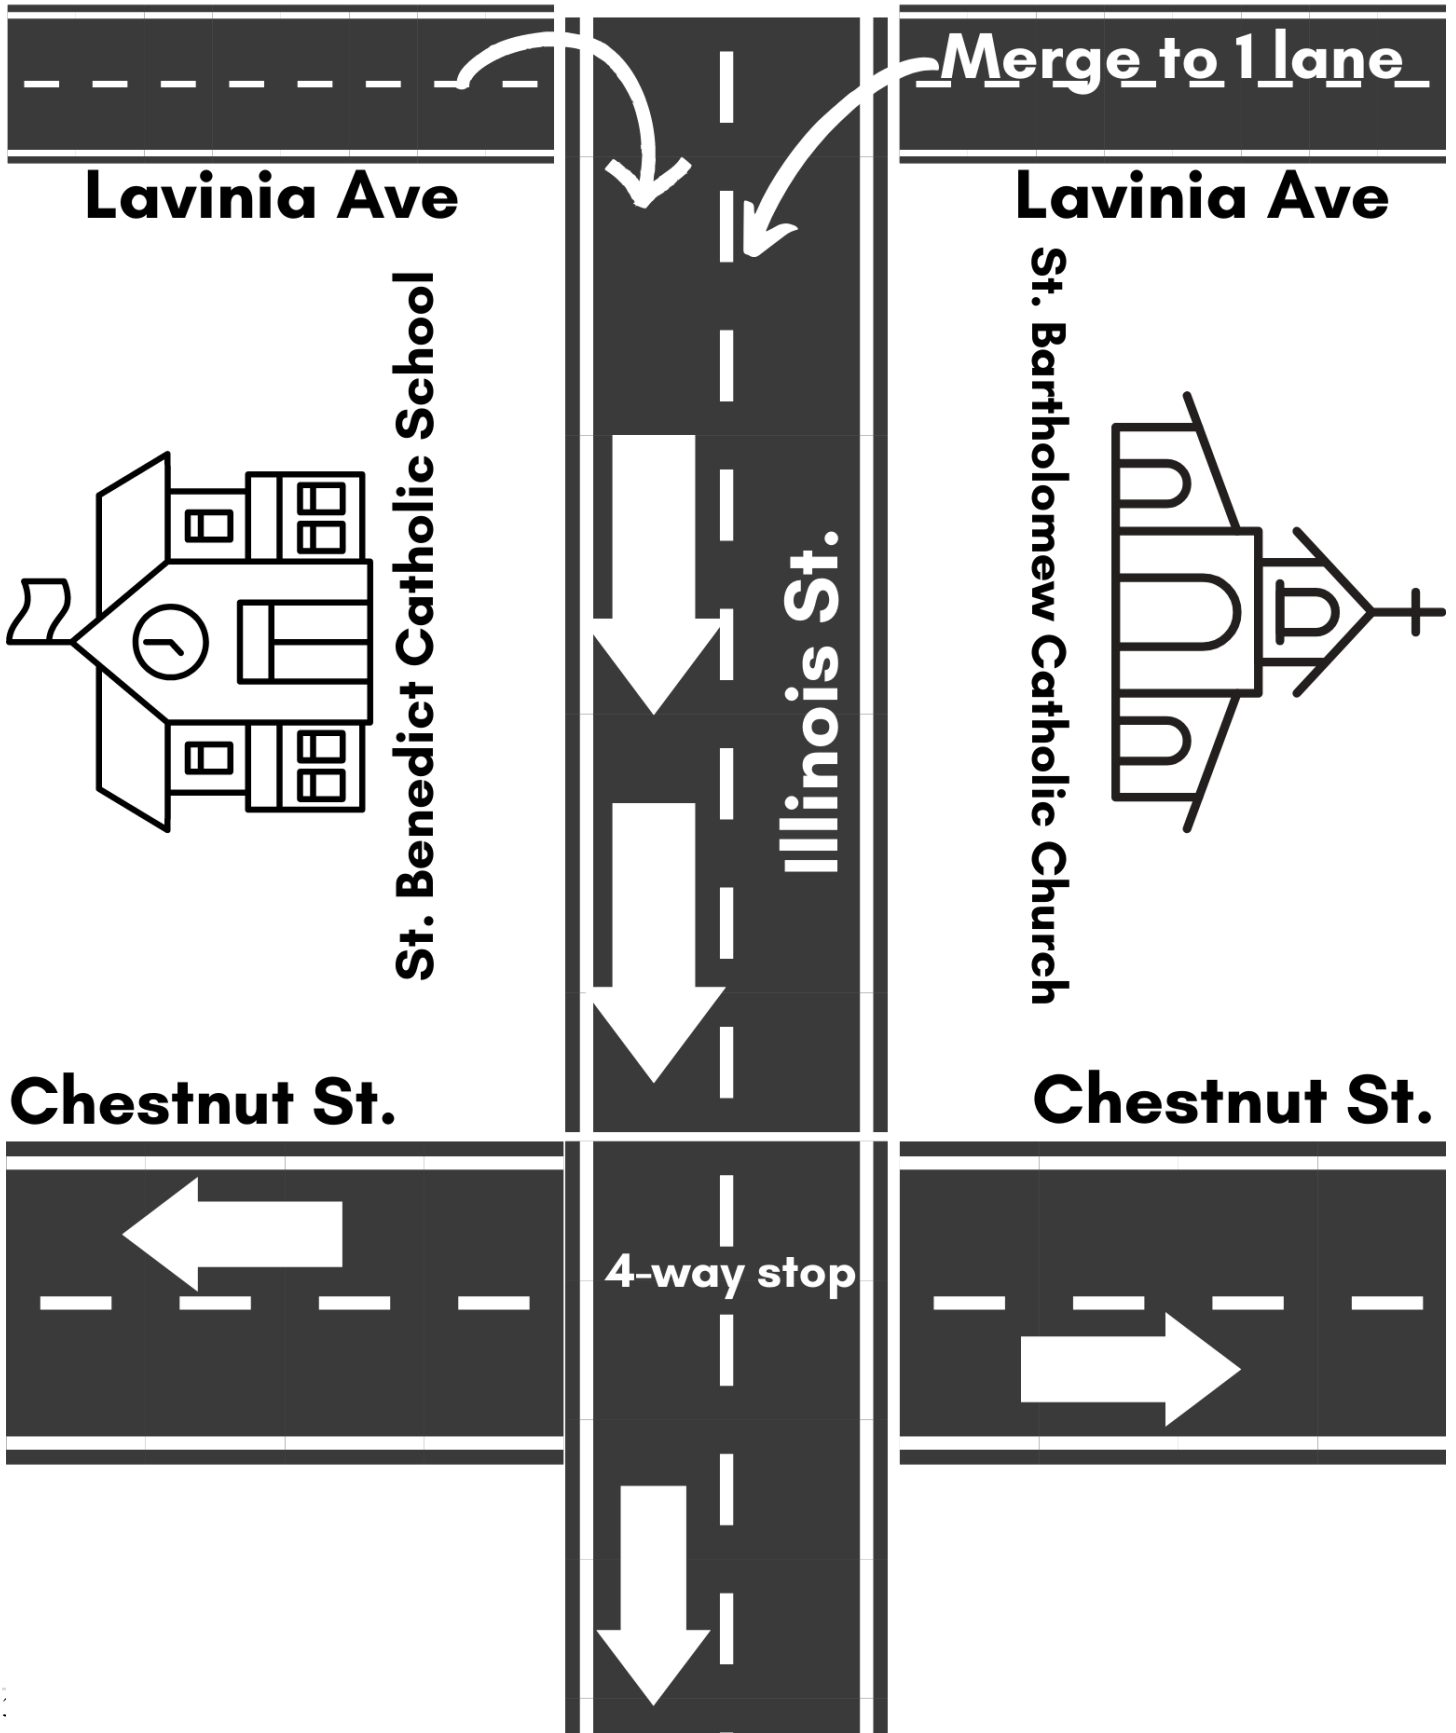 Merge to 1 lane
Lavinia Ave
Lavinia Ave
St. Benedict Catholic School
Illinois St.
St. Bartholomew Catholic Church
Chestnut St.
Chestnut St.
4-way stop